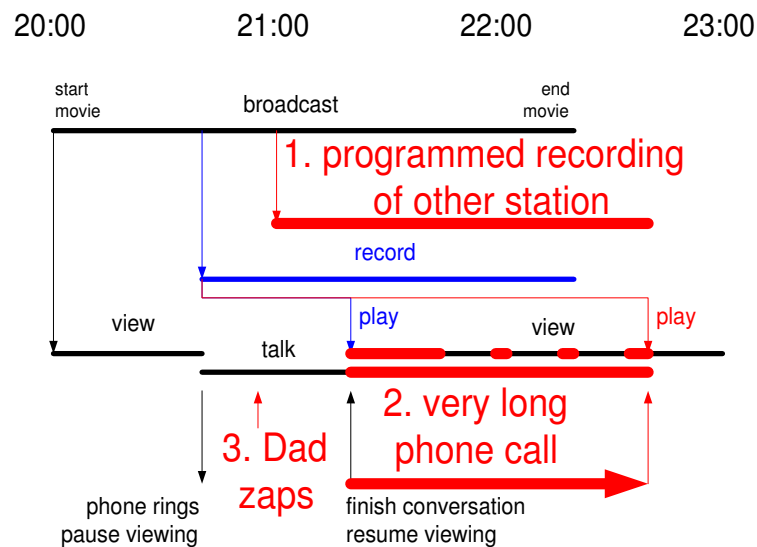 20:00 21:00 22:00 23:00
start
movie
broadcast
end
movie
1. programmed recording
of other station
record
view
play
view
play
talk
2. very long
phone call
3. Dad
zaps
phone rings
pause viewing
finish conversation
resume viewing